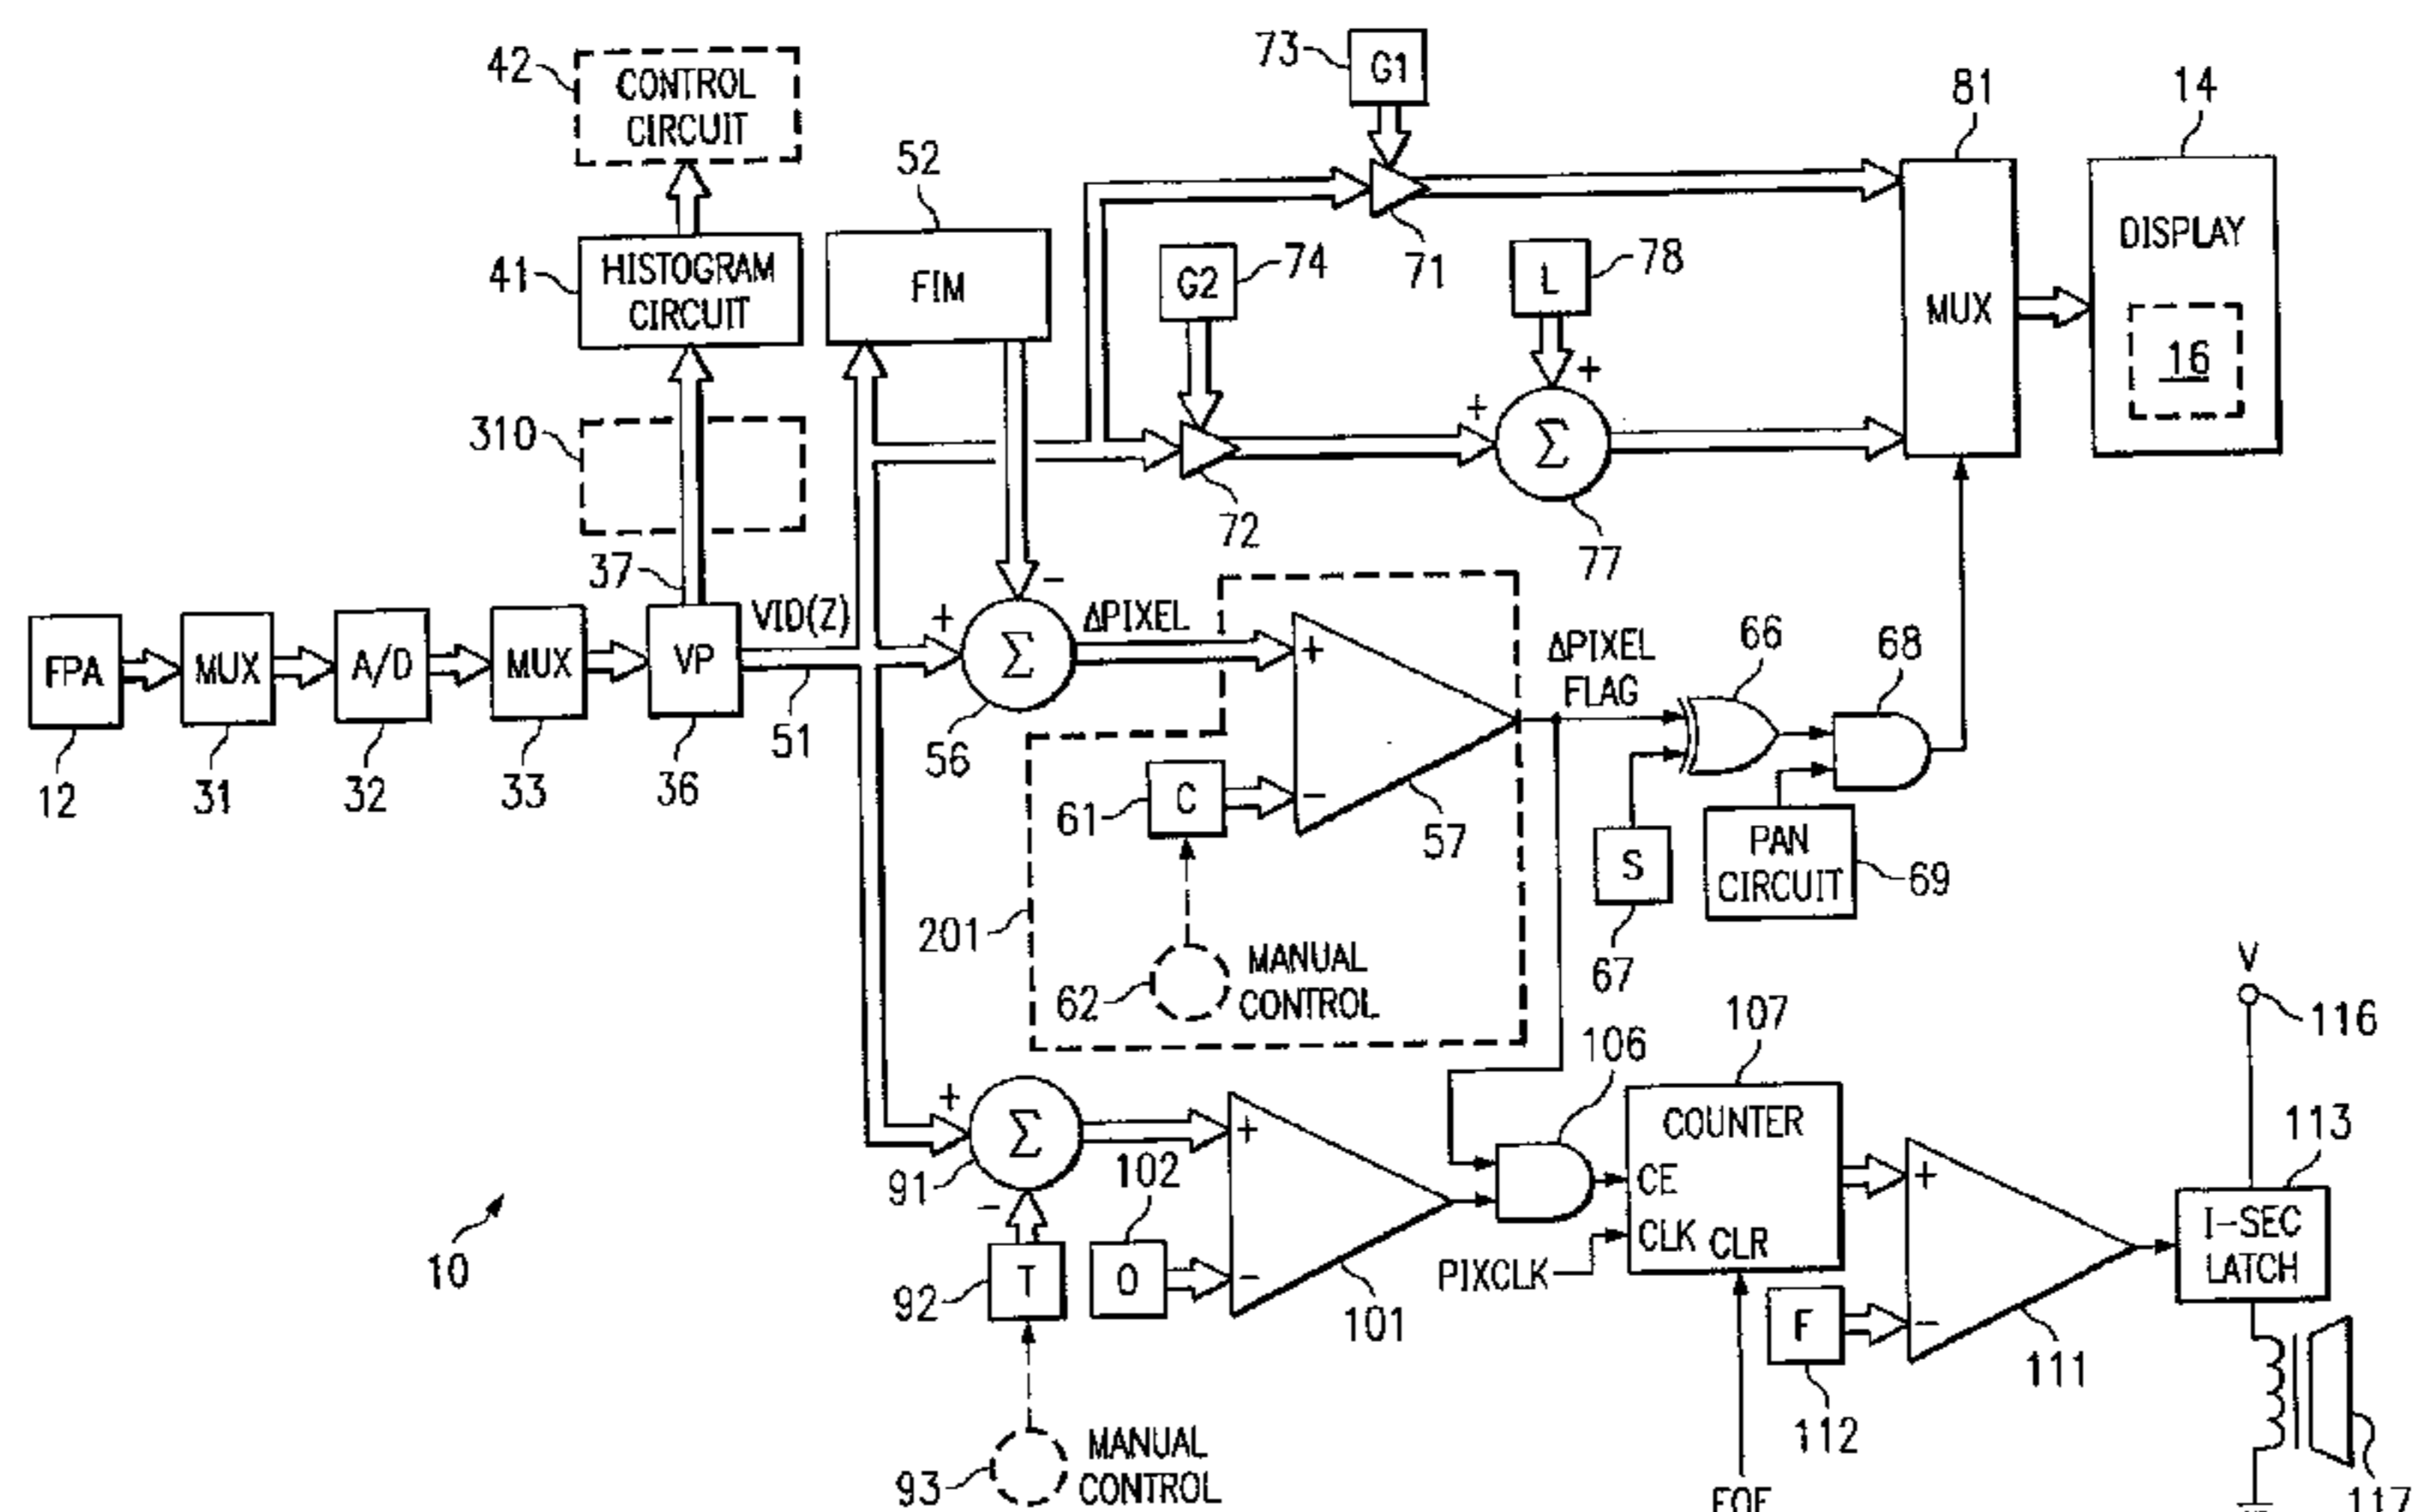 42
CONTROL
CIRCUIT
73
G1
81
14
52
41
HISTOGRAM
CIRCUIT
FIM
74
G2
71
L
78
MUX
DISPLAY
16
310
+
+
Σ
72
77
37
VID(Z)
+
-
Σ
ΔPIXEL
ΔPIXEL
FLAG
66
68
FPA
MUX
A/D
MUX
VP
12
31
32
33
36
51
56
+
61
C
-
57
S
67
PAN
CIRCUIT
69
201
62
MANUAL
CONTROL
V
116
+
Σ
91
-
102
+
106
107
COUNTER
CE
CLK CLR
PIXCLK
+
113
I-SEC
LATCH
10
92
T
0
-
101
F
-
112
111
93
MANUAL
CONTROL
117